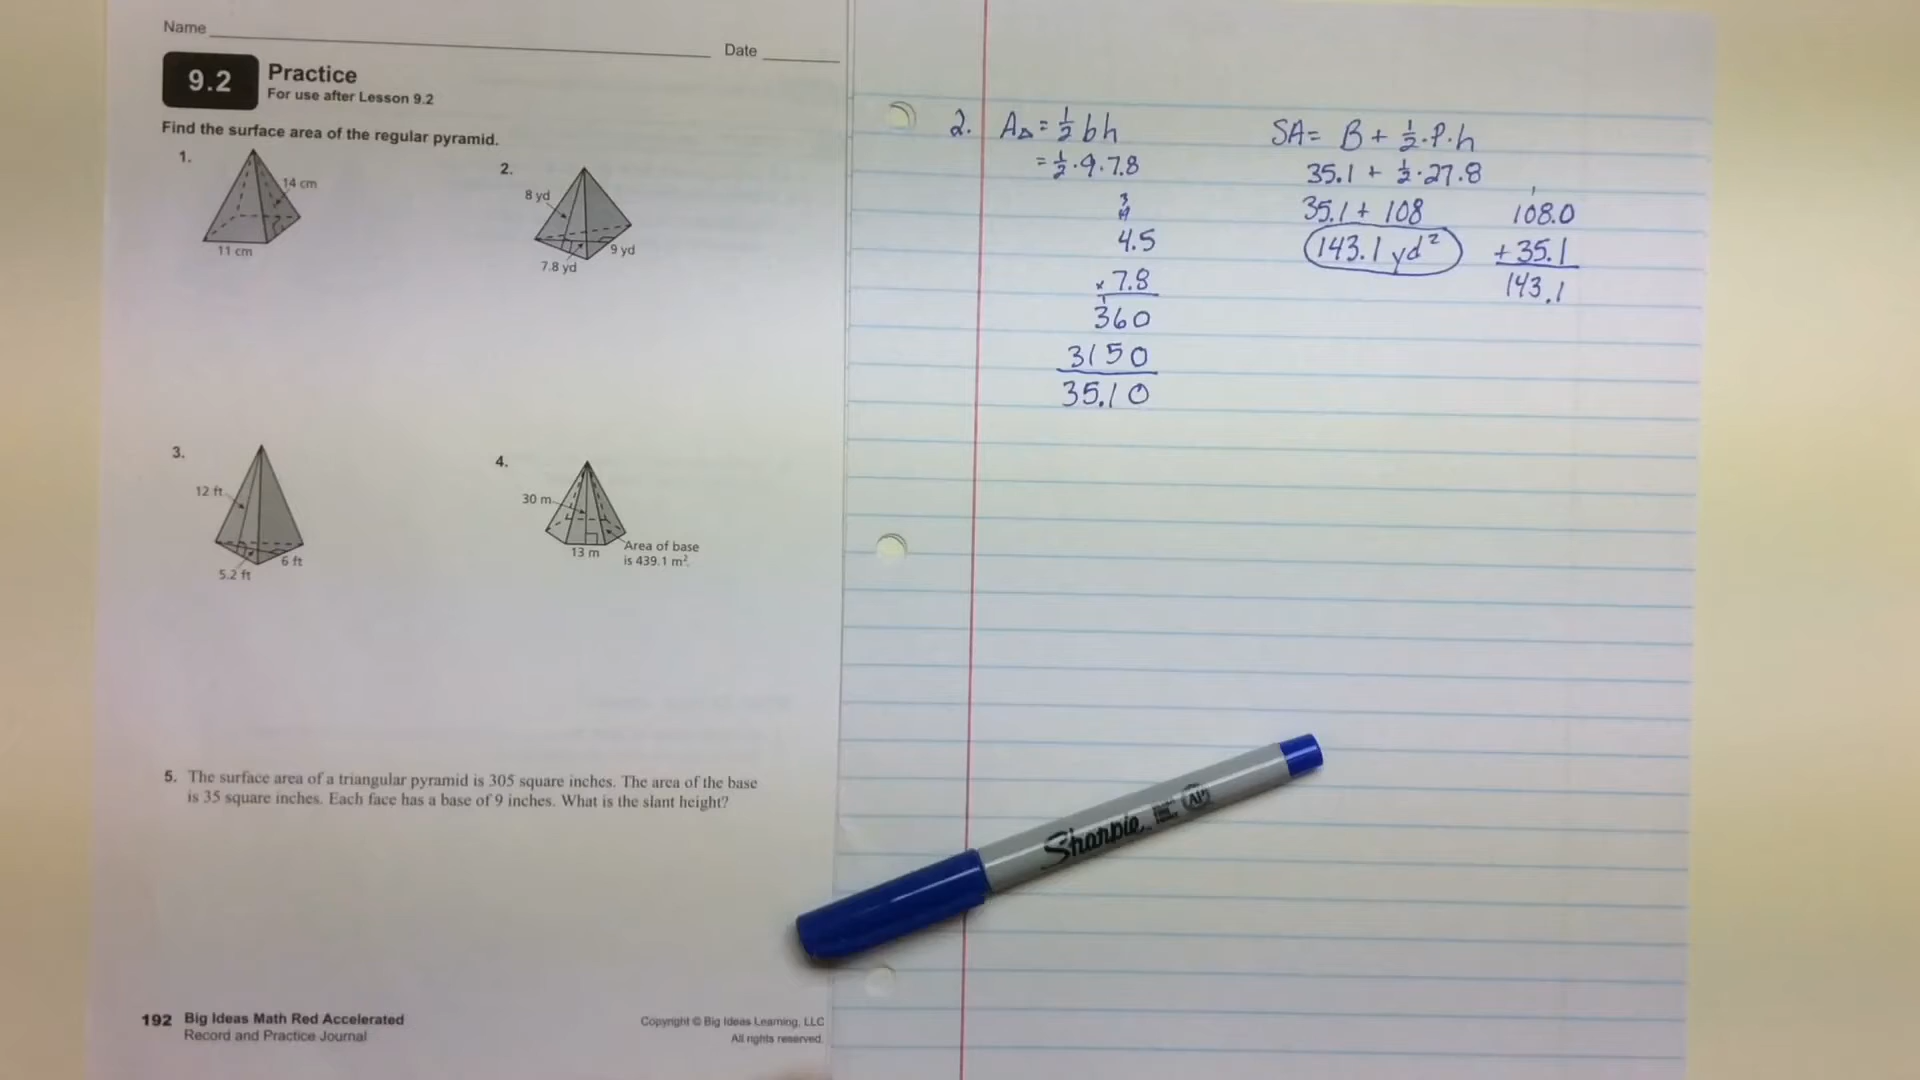 Name
Date
9.2 Practice
For use after Lesson 9.2
Find the surface area of the regular pyramid.
1.
14 cm
11 cm
2.
8 yd
9 yd
7.8 yd
3.
12 ft
6 ft
5.2 ft
4.
30 m
13 m
Area of base
is 439.1 m².
5. The surface area of a triangular pyramid is 305 square inches. The area of the base
is 35 square inches. Each face has a base of 9 inches. What is the slant height?
192 Big Ideas Math Red Accelerated
Record and Practice Journal
Copyright © Big Ideas Learning, LLC
All rights reserved.
2. A△ = ½ bh
= ½ · 9 · 7.8
3
4
4.5
× 7.8
1
360
3150
35.10
SA = B + ½ · P · h
35.1 + ½ · 27 · 8
35.1 + 108
143.1 yd²
1
108.0
+ 35.1
143.1
Sharpie
AP